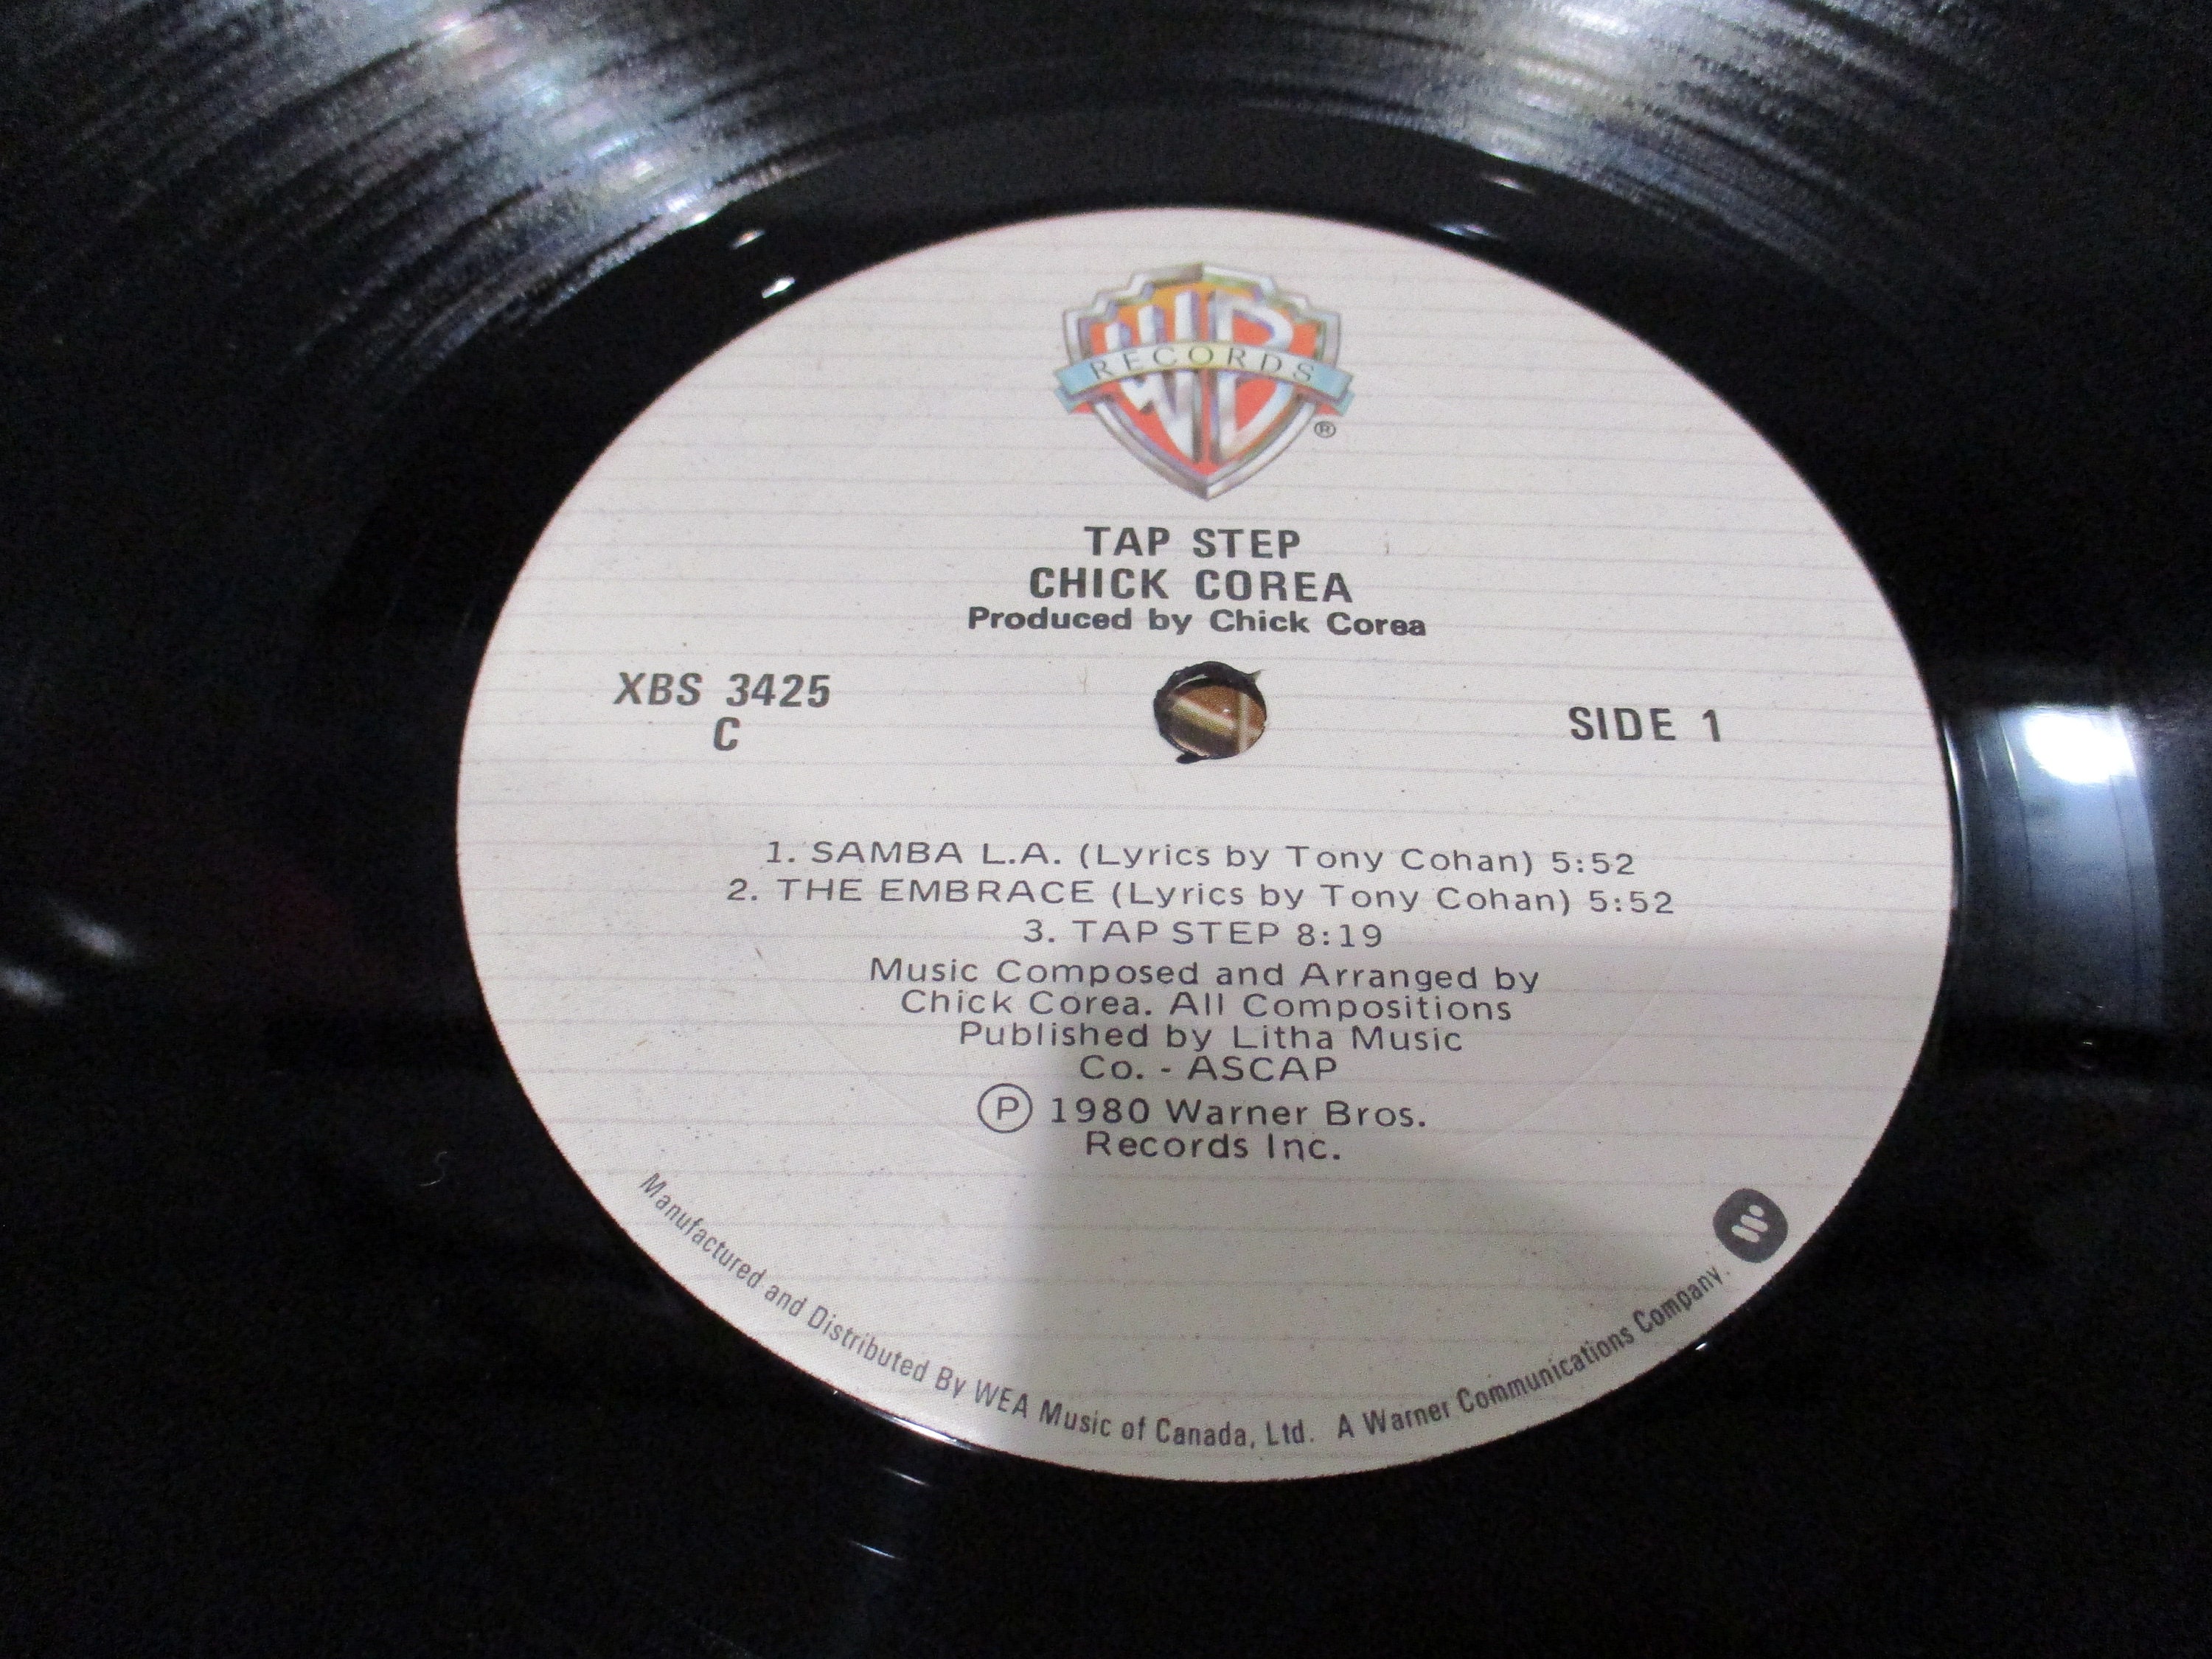 WB
RECORDS
®
TAP STEP
CHICK COREA
Produced by Chick Corea
XBS 3425
C
SIDE 1
1. SAMBA L.A. (Lyrics by Tony Cohan) 5:52
2. THE EMBRACE (Lyrics by Tony Cohan) 5:52
3. TAP STEP 8:19
Music Composed and Arranged by
Chick Corea. All Compositions
Published by Litha Music
Co. - ASCAP
Ⓟ 1980 Warner Bros.
Records Inc.
Manufactured and Distributed By WEA Music of Canada, Ltd. A Warner Communications Company.